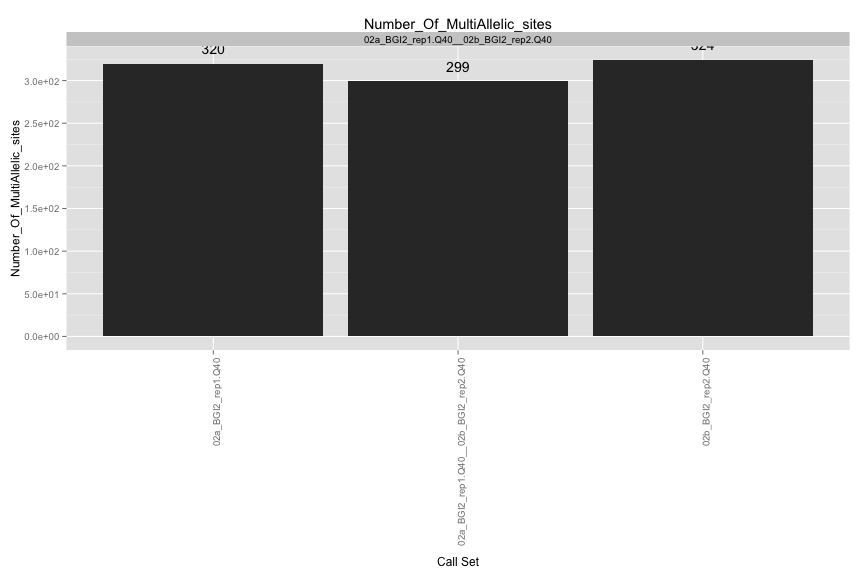 Number_Of_MultiAllelic_sites
02a_BGI2_rep1.Q40__02b_BGI2_rep2.Q40
320
299
324
Number_Of_MultiAllelic_sites
3.0e+02
2.5e+02
2.0e+02
1.5e+02
1.0e+02
5.0e+01
0.0e+00
02a_BGI2_rep1.Q40
02a_BGI2_rep1.Q40__02b_BGI2_rep2.Q40
02b_BGI2_rep2.Q40
Call Set